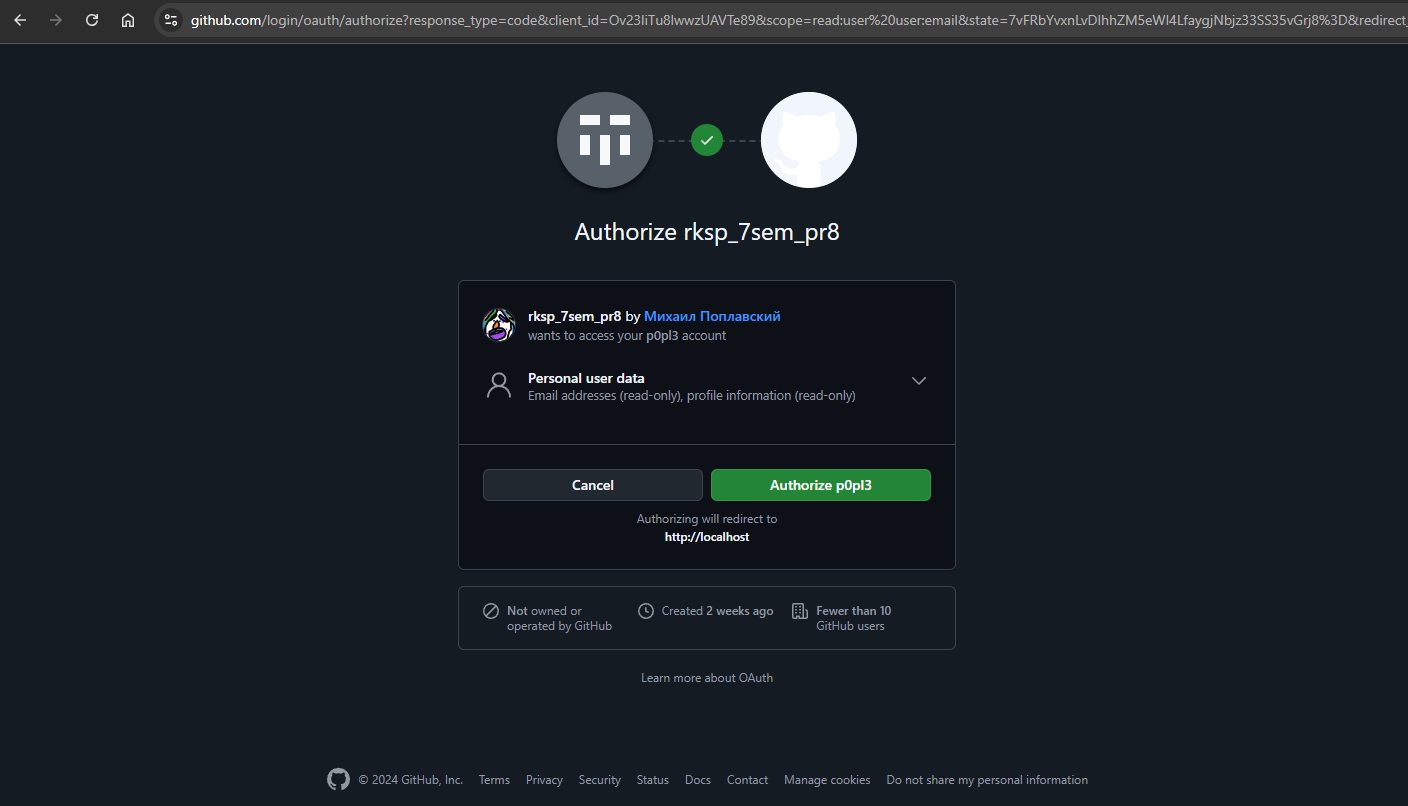 github.com/login/oauth/authorize?response_type=code&client_id=Ov23liTu8lwwzUAVTe89&scope=read:user%20user:email&state=7vFRbYvxnLvDIhhZM5eWl4LfaygjNbjz33SS35vGrj8%3D&redirect_
Authorize rksp_7sem_pr8
rksp_7sem_pr8 by Михаил Поплавский
wants to access your p0pl3 account
Personal user data
Email addresses (read-only), profile information (read-only)
Cancel
Authorize p0pl3
Authorizing will redirect to
http://localhost
Not owned or
operated by GitHub
Created 2 weeks ago
Fewer than 10
GitHub users
Learn more about OAuth
© 2024 GitHub, Inc. Terms Privacy Security Status Docs Contact Manage cookies Do not share my personal information